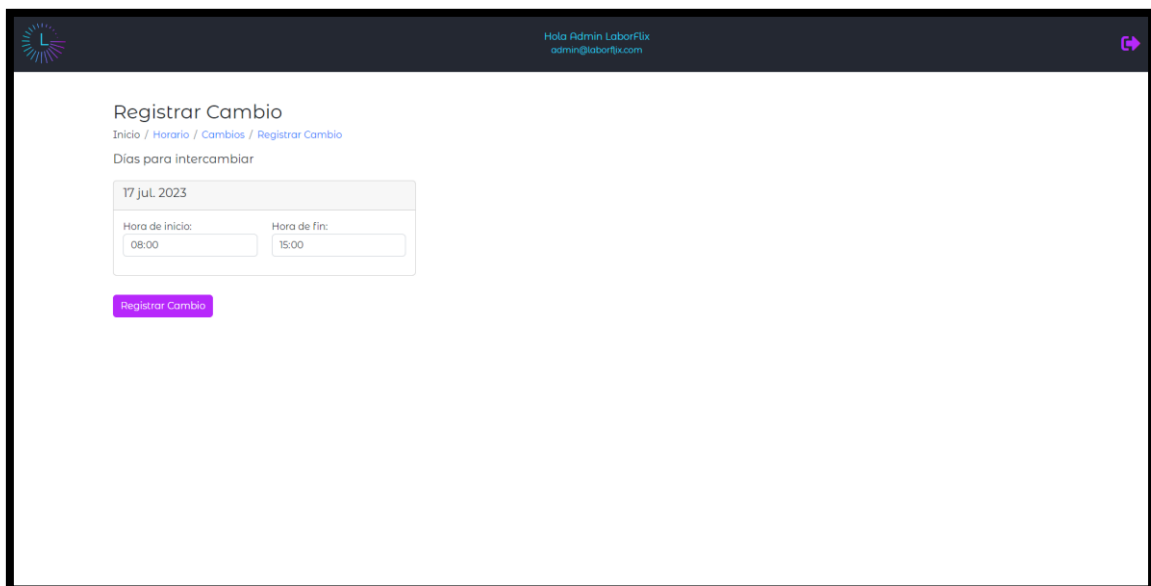 L
Hola Admin LaborFlix
admin@laborflix.com
Registrar Cambio
Inicio / Horario / Cambios / Registrar Cambio
Días para intercambiar
17 jul. 2023
Hora de inicio: Hora de fin:
08:00 15:00
Registrar Cambio